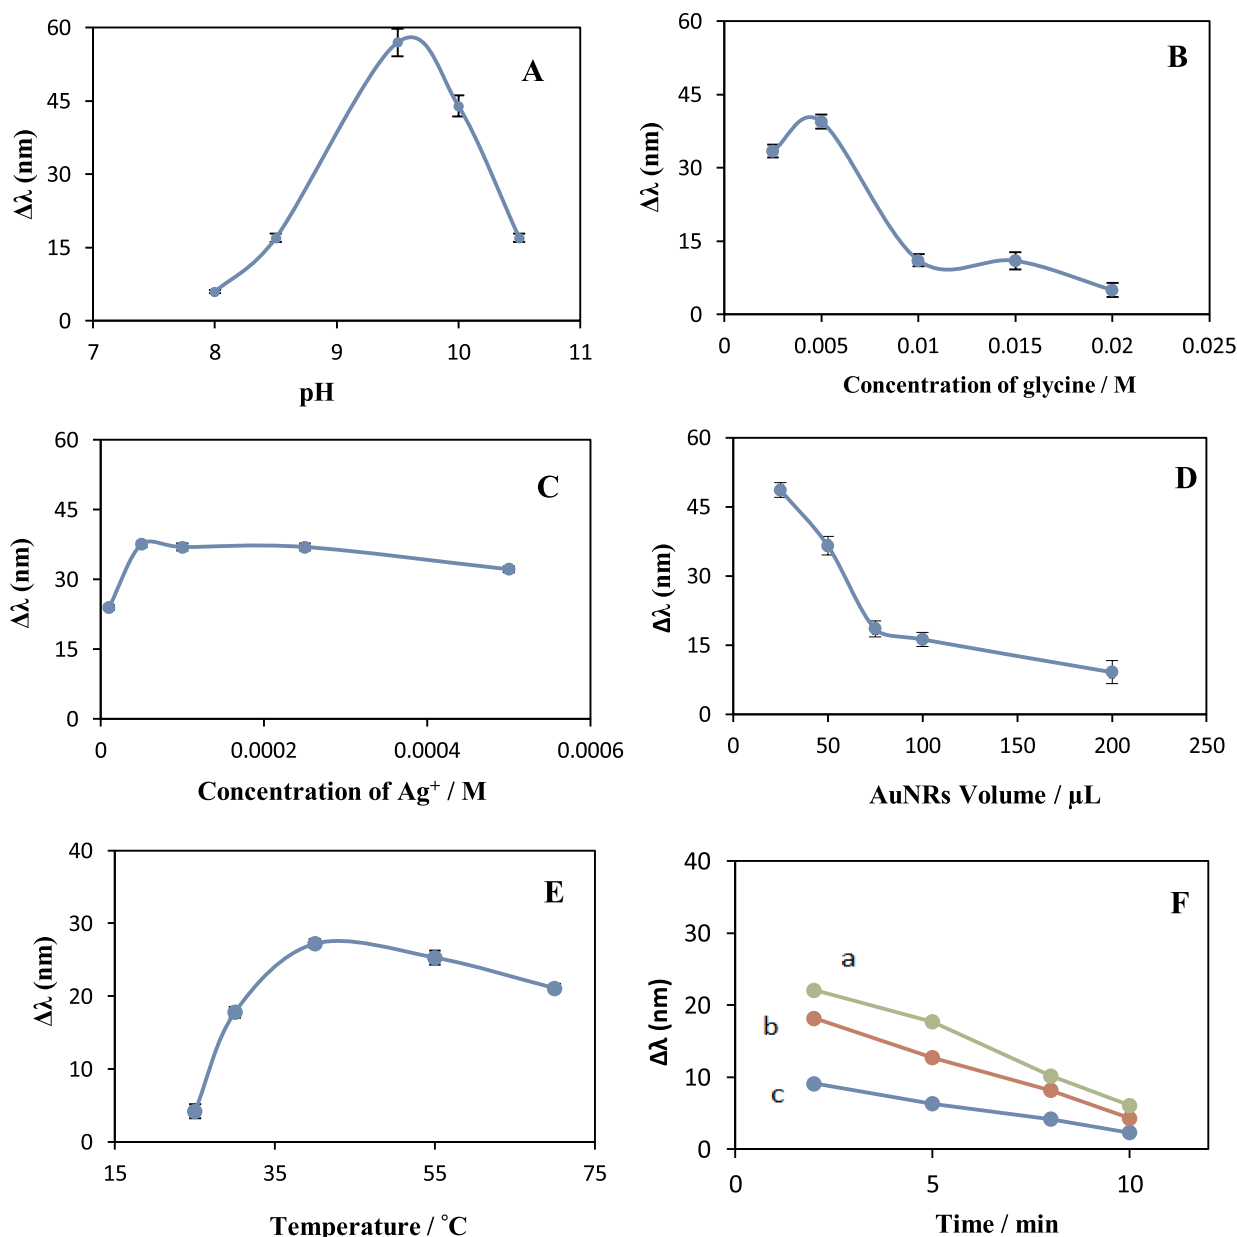 60
45
30
15
0
7 8 9 10 11
Δλ (nm)
pH
A
60
45
30
15
0
0 0.005 0.01 0.015 0.02 0.025
Δλ (nm)
Concentration of glycine / M
B
60
45
30
15
0
0 0.0002 0.0004 0.0006
Δλ (nm)
Concentration of Ag⁺ / M
C
60
45
30
15
0
0 50 100 150 200 250
Δλ (nm)
AuNRs Volume / µL
D
40
30
20
10
0
15 35 55 75
Δλ (nm)
Temperature / °C
E
40
30
20
10
0
0 5 10
Δλ (nm)
Time / min
F
a
b
c